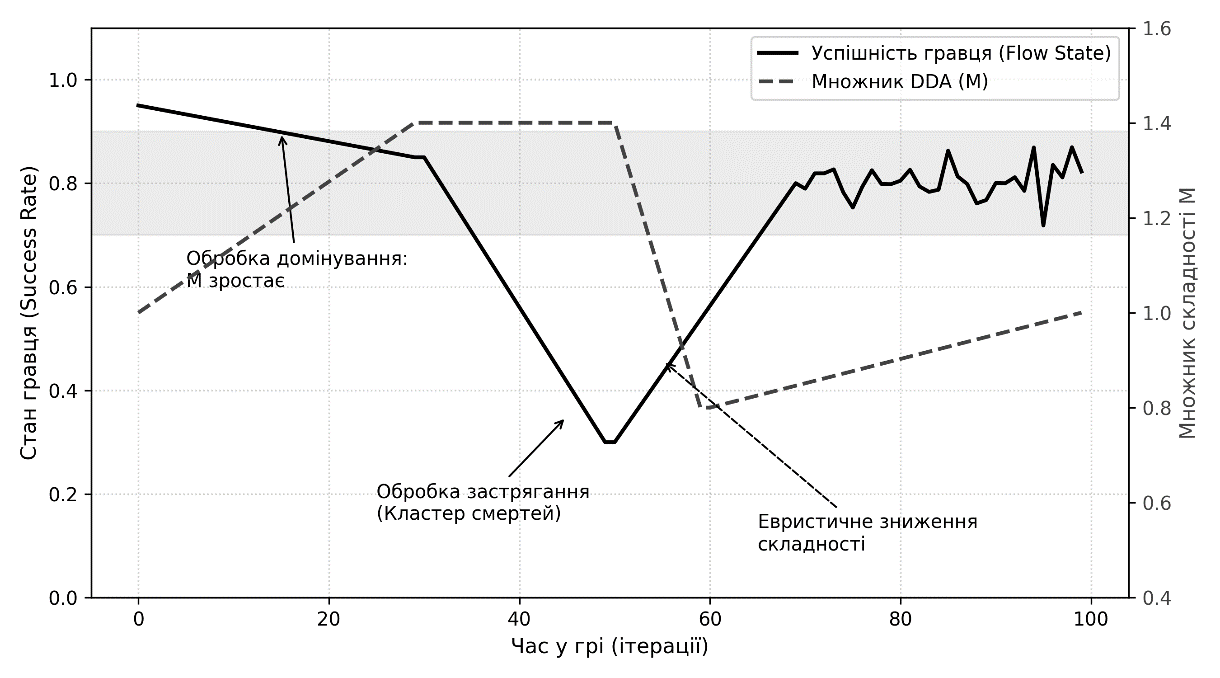 Успішність гравця (Flow State)
Множник DDA (M)
Стан гравця (Success Rate)
1.0
0.8
0.6
0.4
0.2
0.0
Обробка домінування:
M зростає
Обробка застрягання
(Кластер смертей)
Евристичне зниження
складності
1.6
1.4
1.2
1.0
0.8
0.6
0.4
Множник складності M
0 20 40 60 80 100
Час у грі (ітерації)